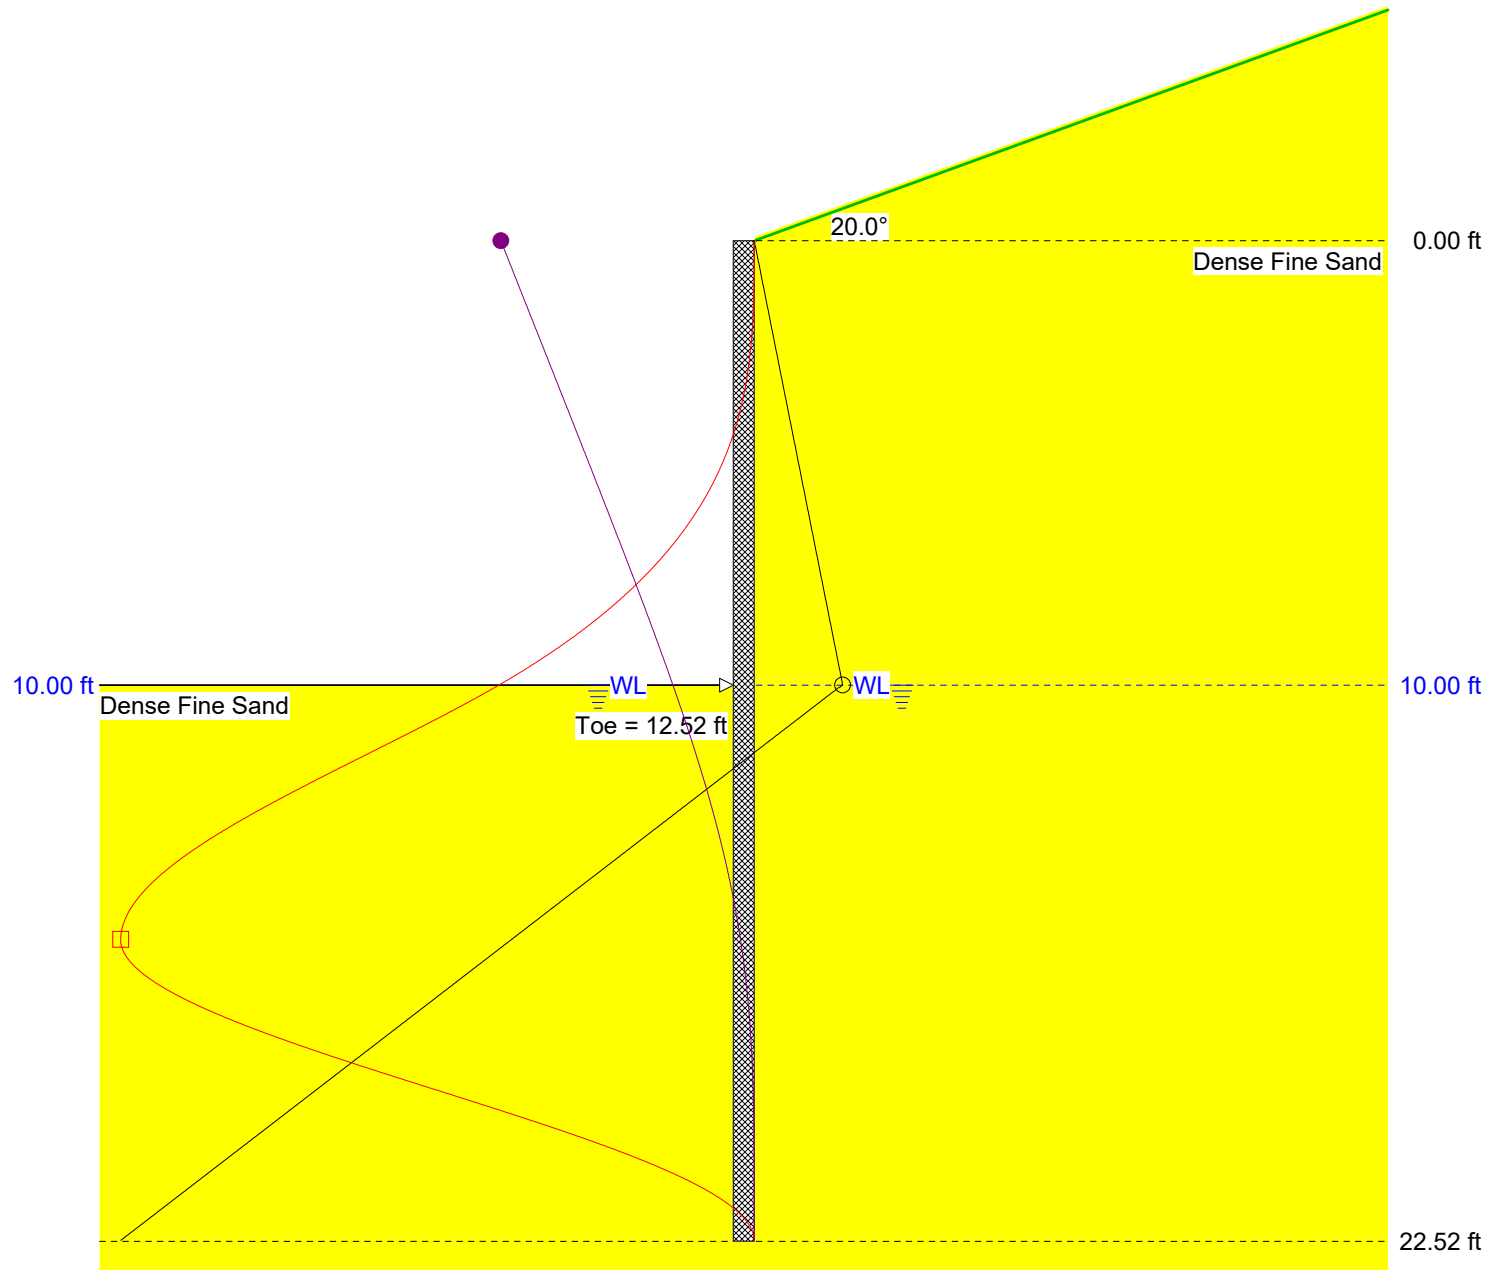 20.0°
0.00 ft
Dense Fine Sand
10.00 ft
WL
WL
10.00 ft
Dense Fine Sand
Toe = 12.52 ft
22.52 ft